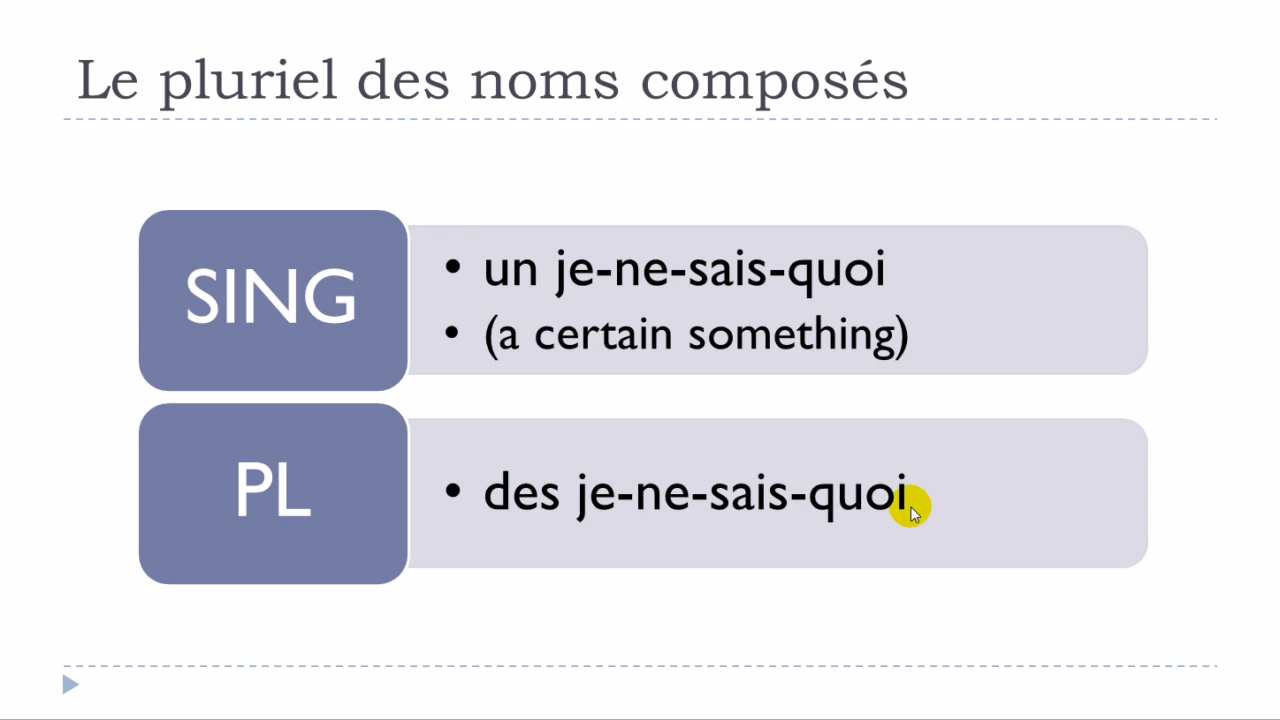 Le pluriel des noms composés
SING
• un je-ne-sais-quoi
• (a certain something)
PL
• des je-ne-sais-quoi